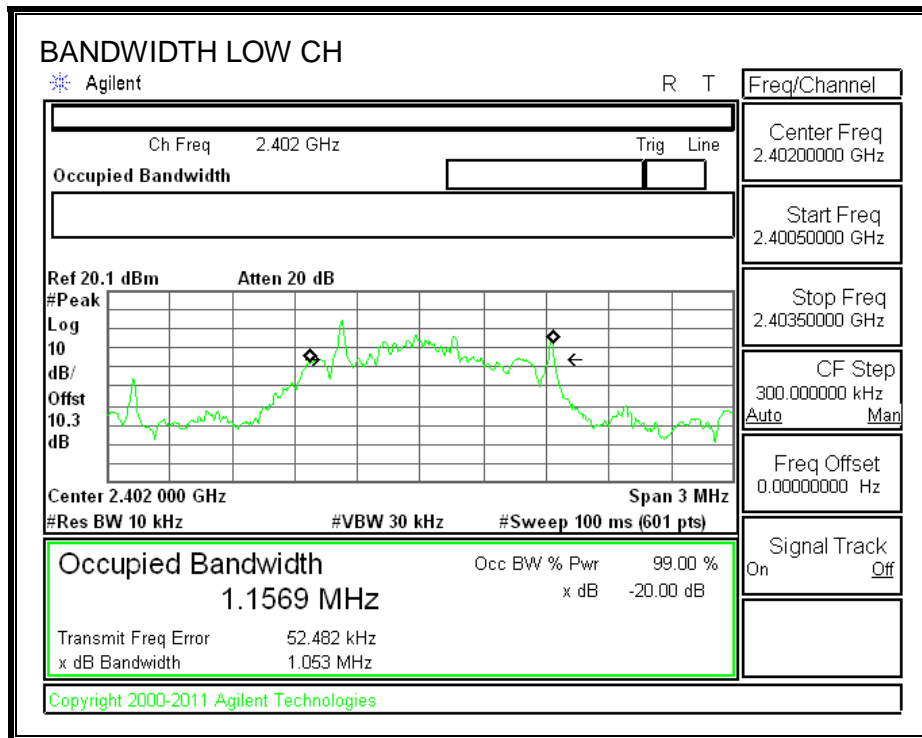 BANDWIDTH LOW CH
Agilent R T
Freq/Channel
Ch Freq 2.402 GHz Trig Line
Occupied Bandwidth
Center Freq
2.40200000 GHz
Start Freq
2.40050000 GHz
Stop Freq
2.40350000 GHz
CF Step
300.000000 kHz
Auto Man
Freq Offset
0.00000000 Hz
Signal Track
On Off
Ref 20.1 dBm Atten 20 dB
#Peak
Log
10
dB/
Offst
10.3
dB
Center 2.402 000 GHz Span 3 MHz
#Res BW 10 kHz #VBW 30 kHz #Sweep 100 ms (601 pts)
Occupied Bandwidth Occ BW % Pwr 99.00 %
1.1569 MHz x dB -20.00 dB
Transmit Freq Error 52.482 kHz
x dB Bandwidth 1.053 MHz
Copyright 2000-2011 Agilent Technologies